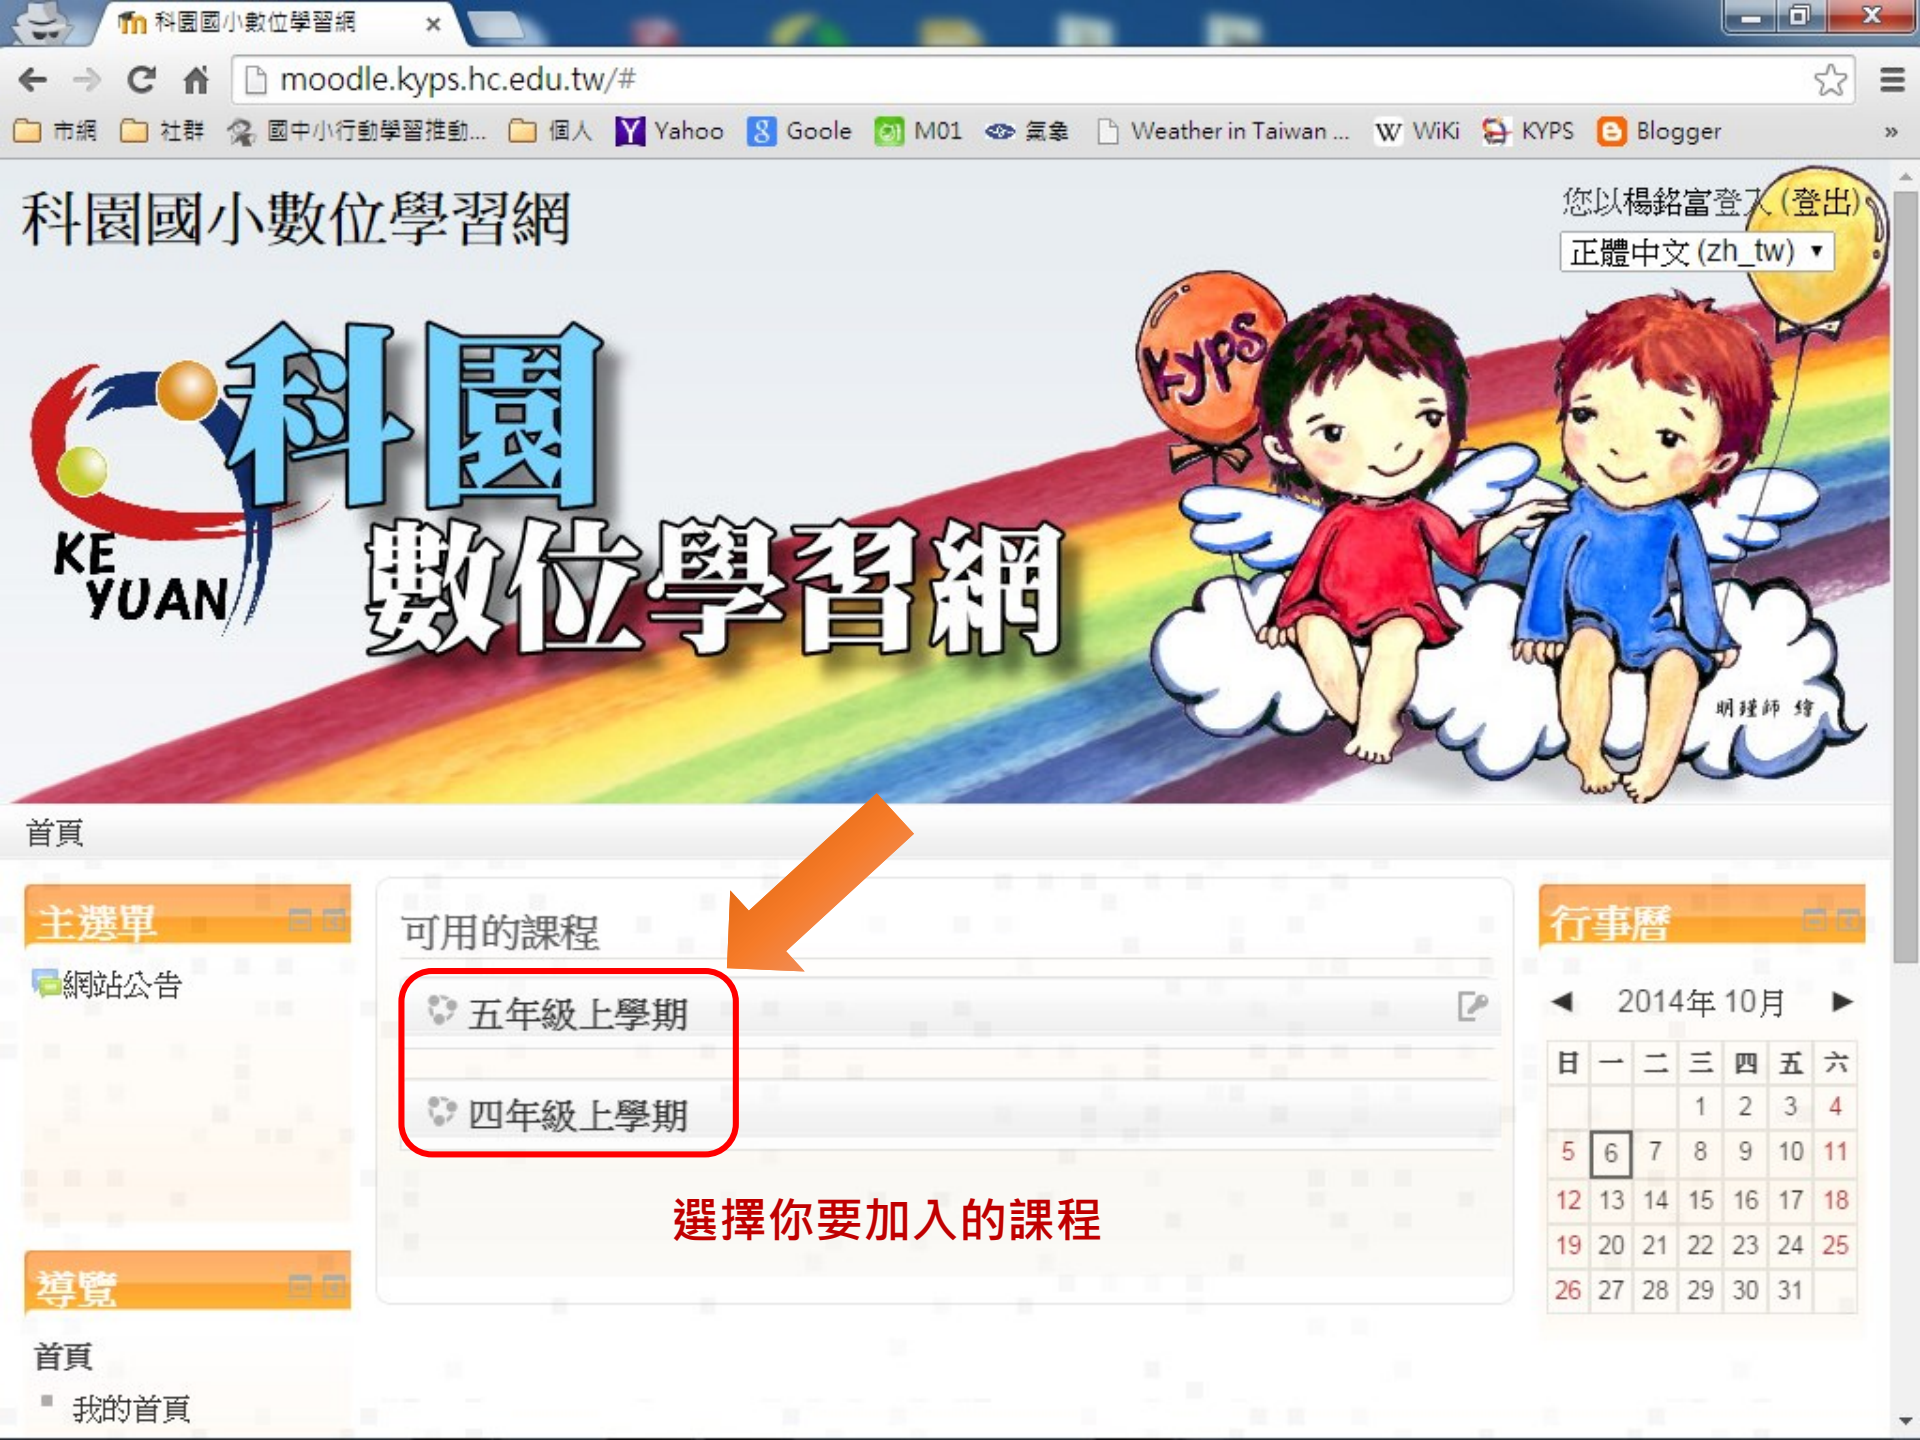 科園國小數位學習網
moodle.kyps.hc.edu.tw/#
市網 社群 國中小行動學習推動... 個人 Yahoo Goole M01 氣象 Weather in Taiwan ... WiKi KYPS Blogger »
科園國小數位學習網
您以楊銘富登入 (登出)
正體中文 (zh_tw)
科園
數位學習網
KE
YUAN
kyps
明瑾師 繪
首頁
主選單
網站公告
可用的課程
五年級上學期
四年級上學期
選擇你要加入的課程
行事曆
◄ 2014年 10月 ►
日 一 二 三 四 五 六
1 2 3 4
5 6 7 8 9 10 11
12 13 14 15 16 17 18
19 20 21 22 23 24 25
26 27 28 29 30 31
導覽
首頁
我的首頁